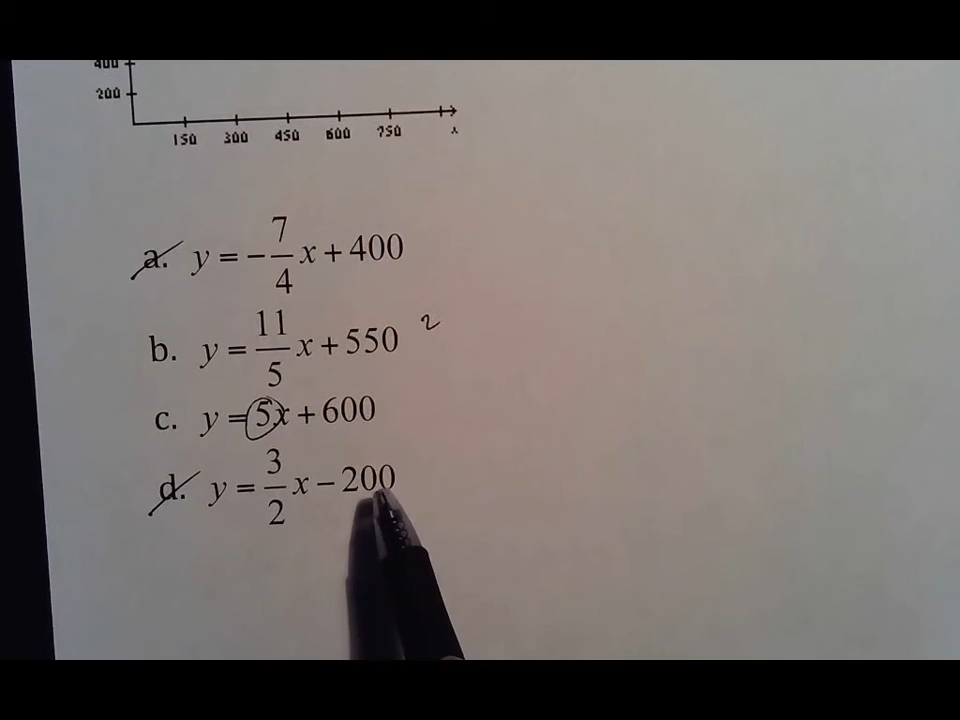 400
200
150 300 450 600 750 x
a. y = -7/4 x + 400
b. y = 11/5 x + 550 2
c. y = 5x + 600
d. y = 3/2 x - 200